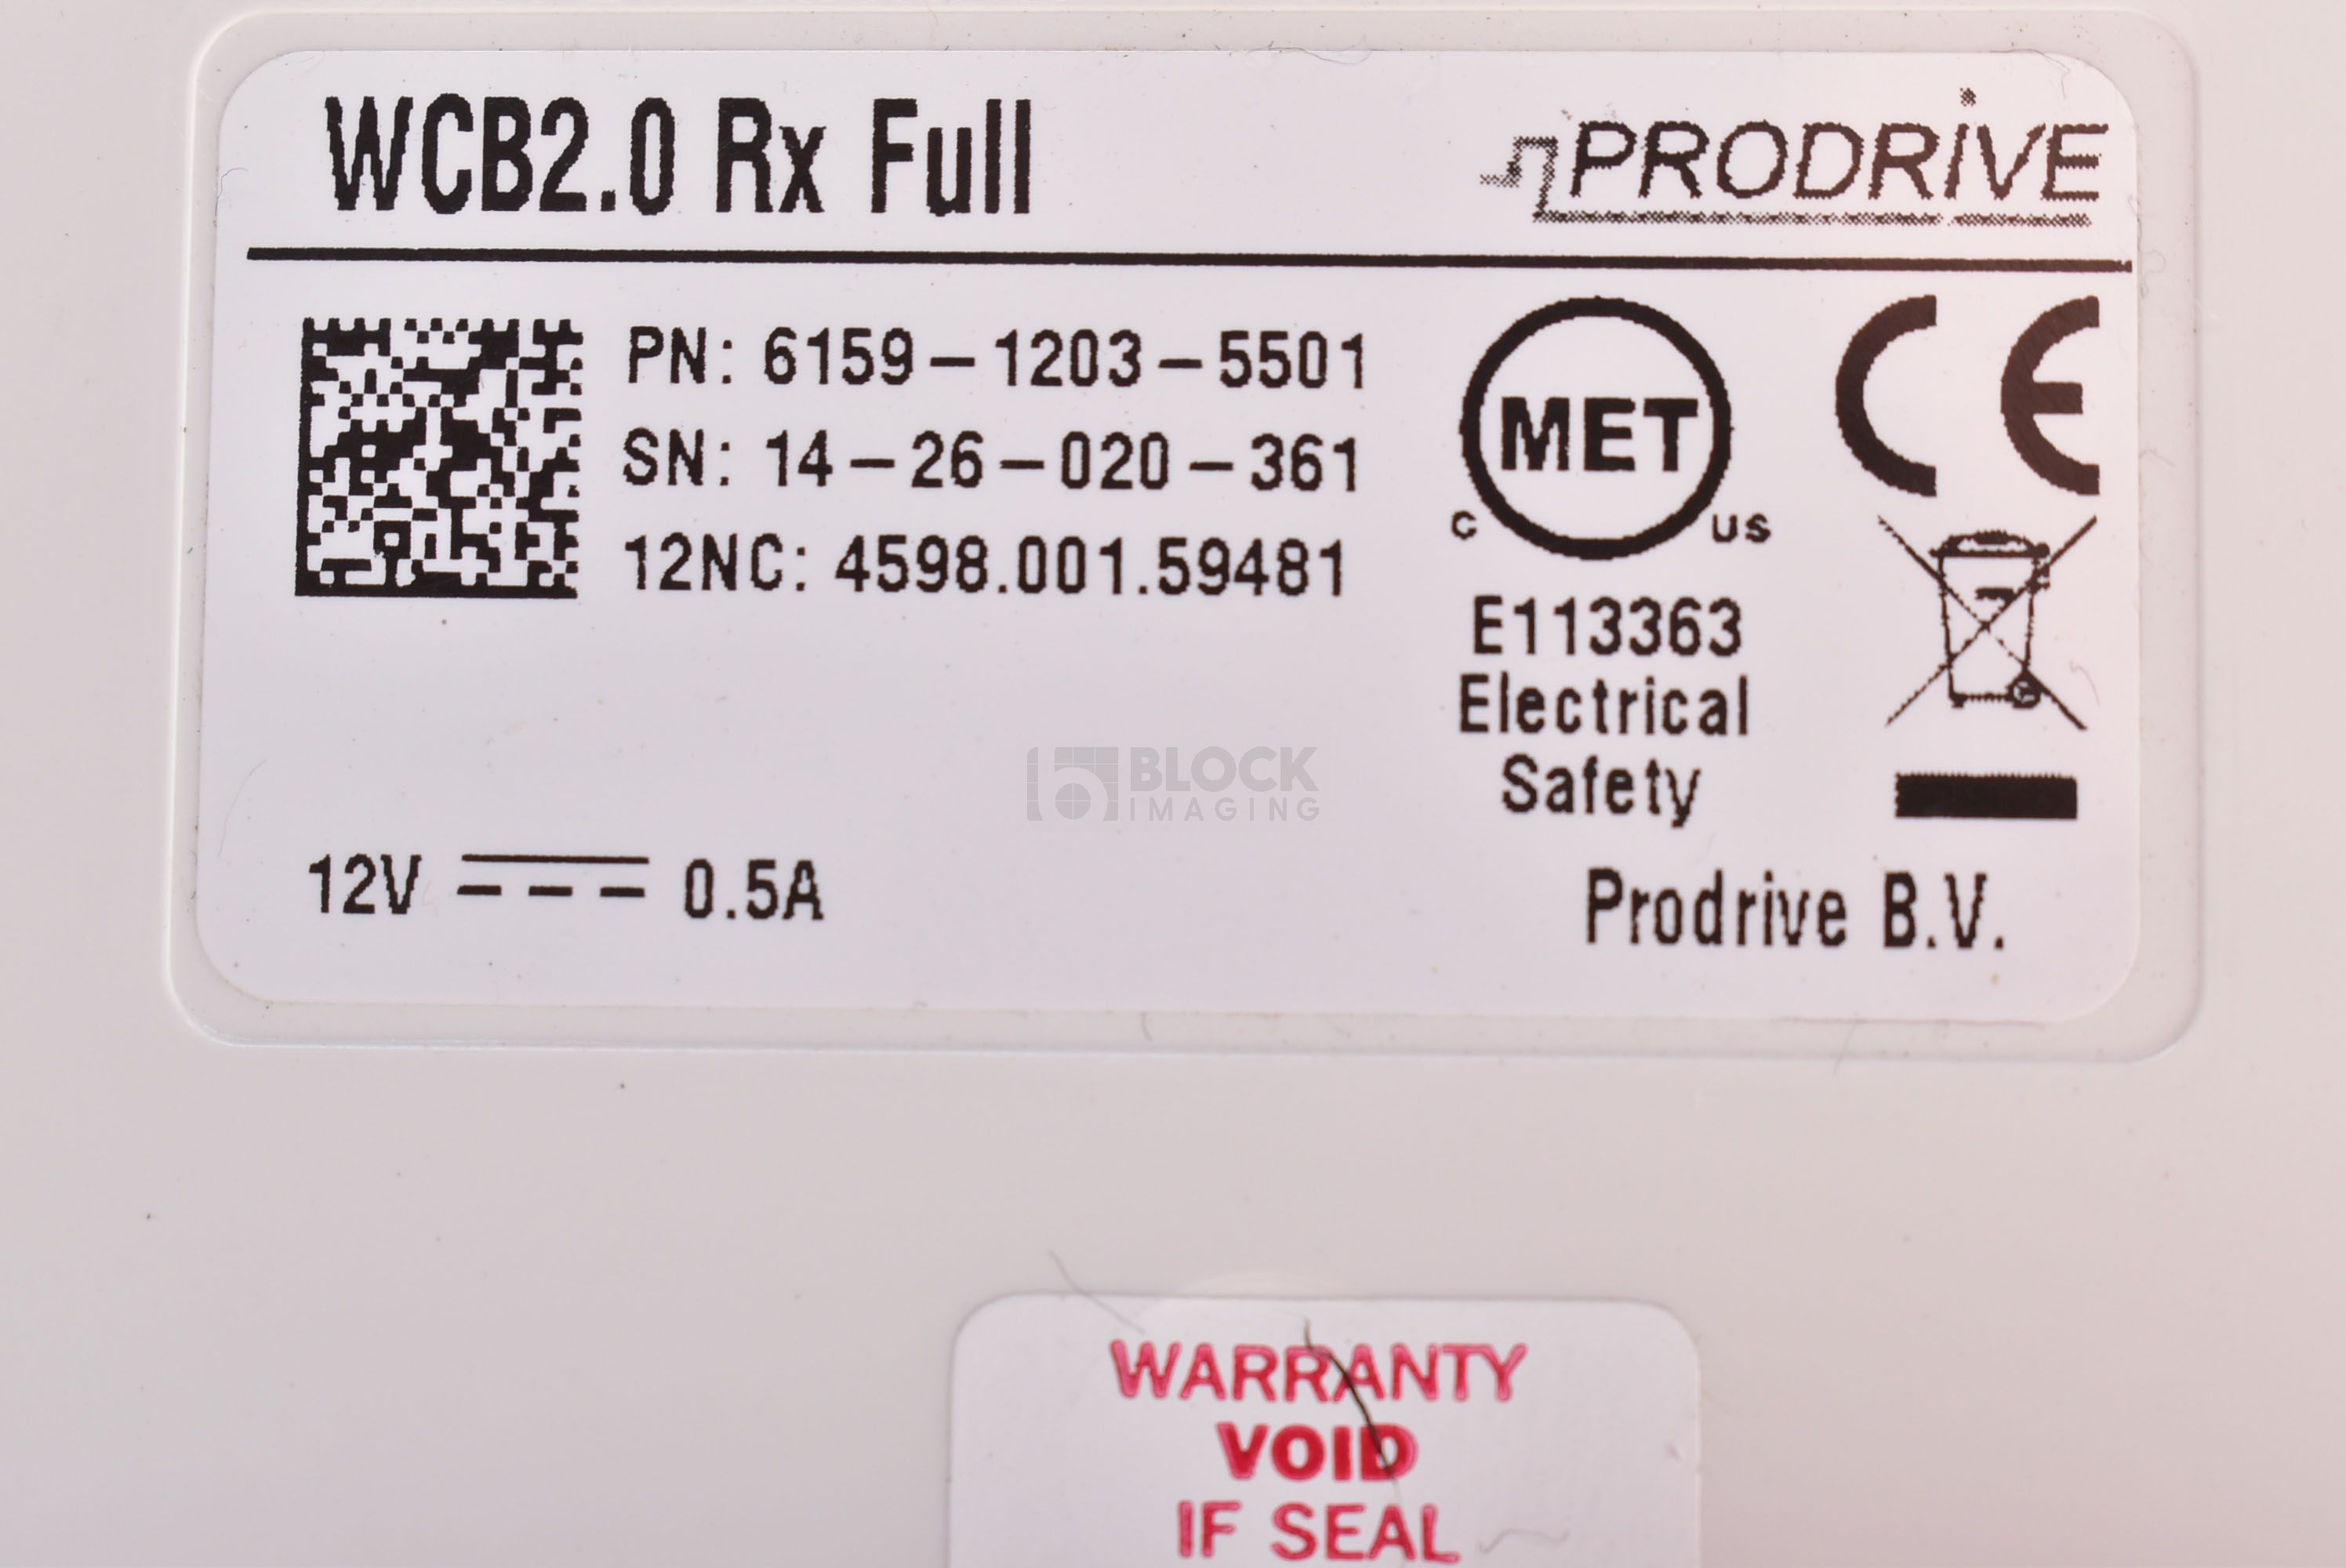 WCB2.0 Rx Full
PRODRIVE
PN: 6159-1203-5501
SN: 14-26-020-361
12NC: 4598.001.59481
MET
C US
CE
E113363
Electrical
Safety
BLOCK
IMAGING
12V 0.5A
Prodrive B.V.
WARRANTY
VOID
IF SEAL